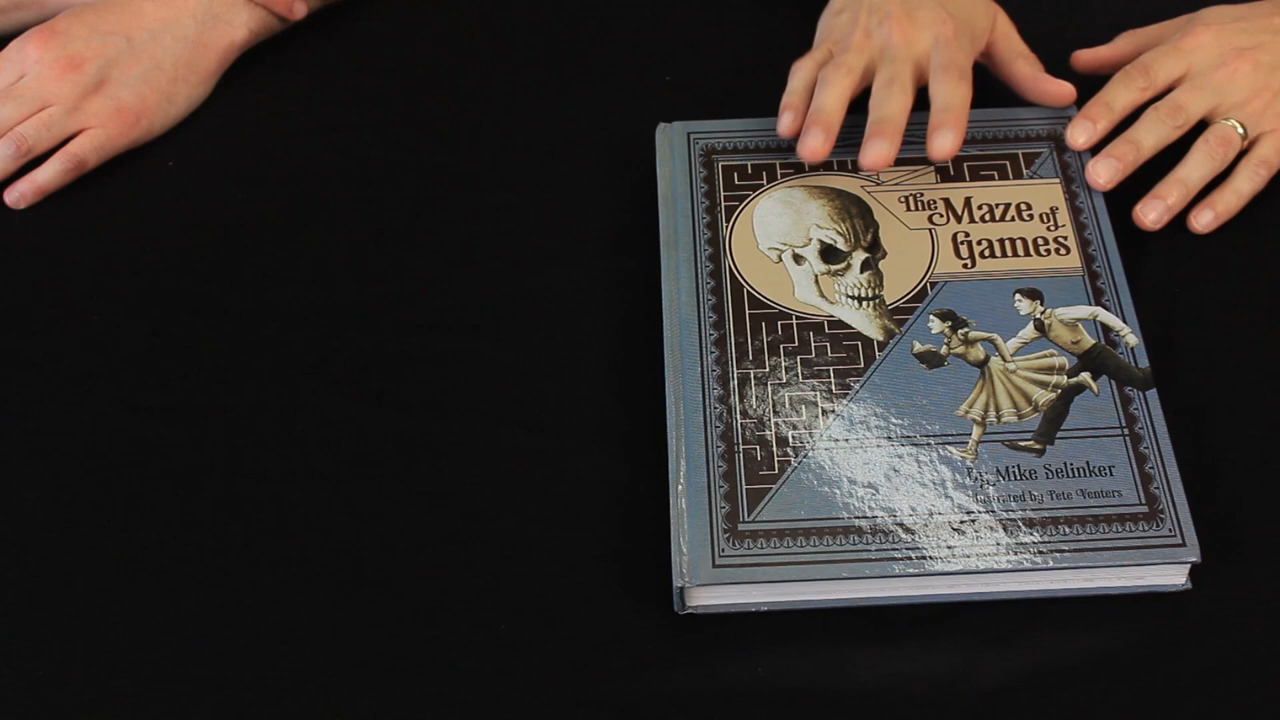 The Maze of
Games
By Mike Selinker
Illustrated by Pete Venters